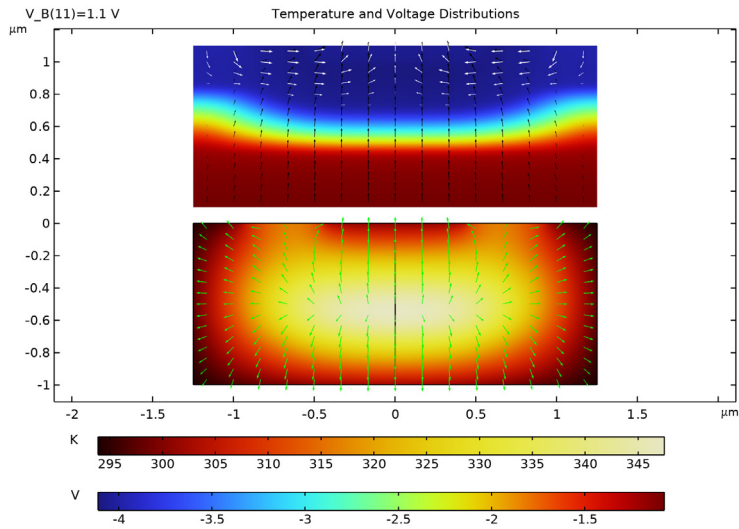 V_B(11)=1.1 V Temperature and Voltage Distributions
µm
1
0.8
0.6
0.4
0.2
0
-0.2
-0.4
-0.6
-0.8
-1
-2 -1.5 -1 -0.5 0 0.5 1 1.5 µm
K
295 300 305 310 315 320 325 330 335 340 345
V
-4 -3.5 -3 -2.5 -2 -1.5